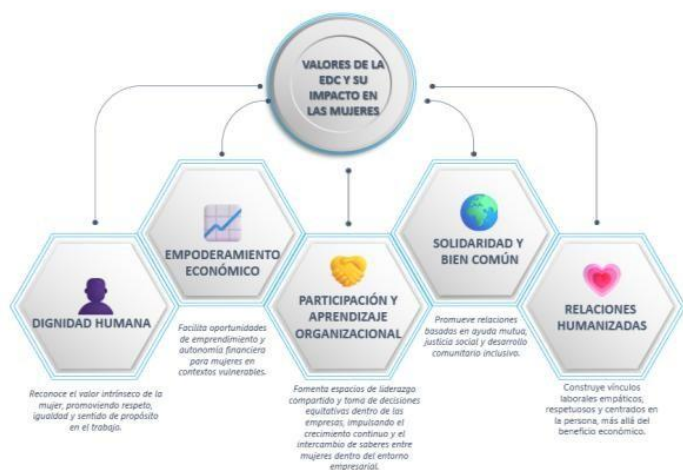 VALORES DE LA
EDC Y SU
IMPACTO EN
LAS MUJERES
DIGNIDAD HUMANA
Reconoce el valor intrínseco de la
mujer, promoviendo respeto,
igualdad y sentido de propósito
en el trabajo.
EMPODERAMIENTO
ECONÓMICO
Facilita oportunidades
de emprendimiento y
autonomía financiera
para mujeres en
contextos vulnerables.
PARTICIPACIÓN Y
APRENDIZAJE
ORGANIZACIONAL
Fomenta espacios de liderazgo
compartido y toma de decisiones
equitativas dentro de las
empresas, impulsando el
crecimiento continuo y el
intercambio de saberes entre
mujeres dentro del entorno
empresarial.
SOLIDARIDAD Y
BIEN COMÚN
Promueve relaciones
basadas en ayuda mutua,
justicia social y desarrollo
comunitario inclusivo.
RELACIONES
HUMANIZADAS
Construye vínculos
laborales empáticos,
respetuosos y centrados en
la persona, más allá del
beneficio económico.